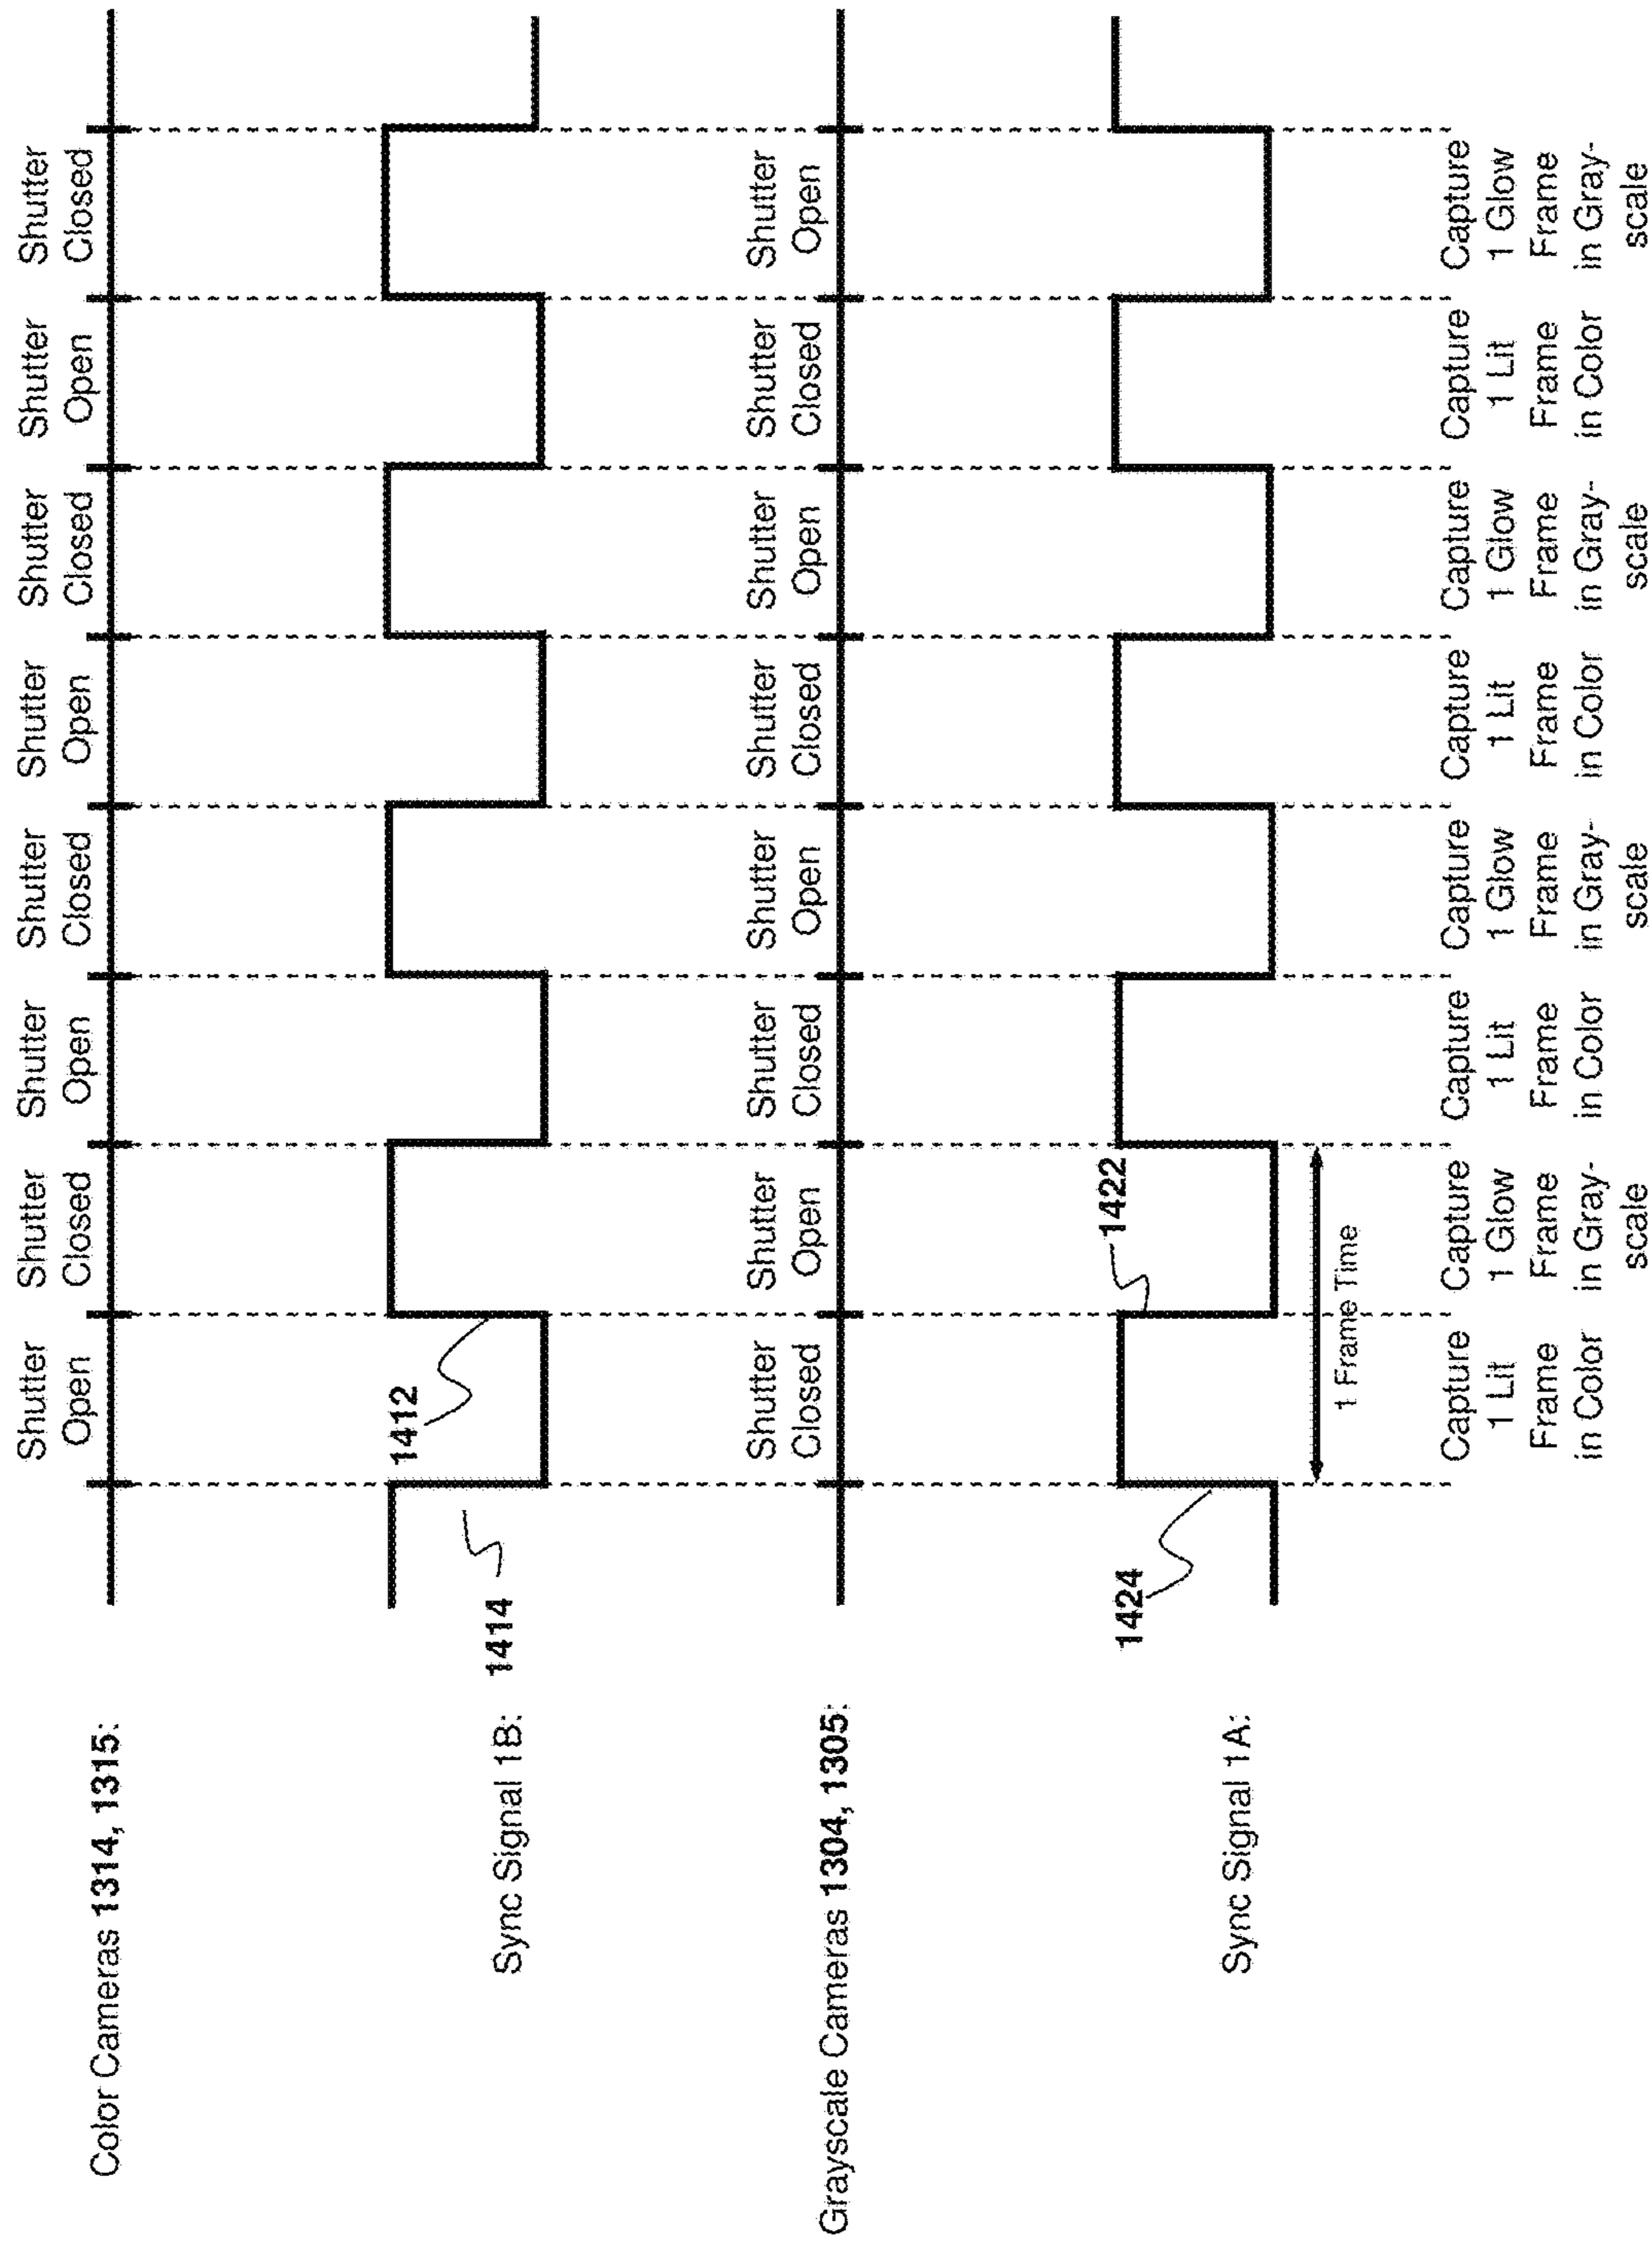 Shutter Shutter Shutter Shutter Shutter Shutter Shutter Shutter
Open Closed Open Closed Open Closed Open Closed
Color Cameras 1314, 1315:
1412
Sync Signal 1B: 1414
Shutter Shutter Shutter Shutter Shutter Shutter Shutter Shutter
Closed Open Closed Open Closed Open Closed Open
Grayscale Cameras 1304, 1305:
1422
1424
Sync Signal 1A:
1 Frame Time
Capture Capture Capture Capture Capture Capture Capture Capture
1 Lit 1 Glow 1 Lit 1 Glow 1 Lit 1 Glow 1 Lit 1 Glow
Frame Frame Frame Frame Frame Frame Frame Frame
in Color in Gray- in Color in Gray- in Color in Gray- in Color in Gray-
scale scale scale scale